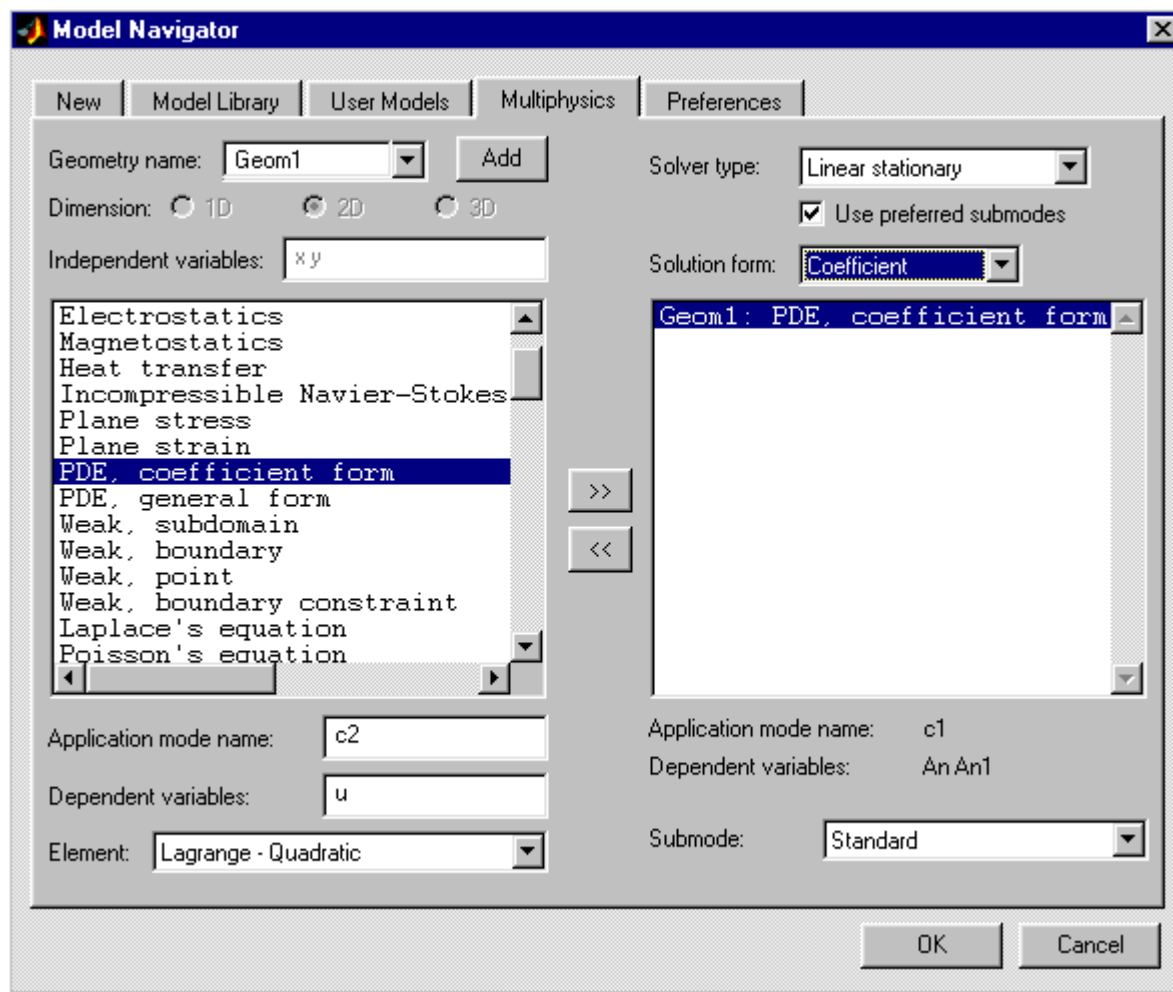 Model Navigator
New Model Library User Models Multiphysics Preferences
Geometry name: Geom1 Add
Dimension: 1D 2D 3D
Independent variables: x y
Electrostatics
Magnetostatics
Heat transfer
Incompressible Navier-Stokes
Plane stress
Plane strain
PDE, coefficient form
PDE, general form
Weak, subdomain
Weak, boundary
Weak, point
Weak, boundary constraint
Laplace's equation
Poisson's equation
Application mode name: c2
Dependent variables: u
Element: Lagrange - Quadratic
>>
<<
Solver type: Linear stationary
Use preferred submodes
Solution form: Coefficient
Geom1: PDE, coefficient form
Application mode name: c1
Dependent variables: An An1
Submode: Standard
OK Cancel